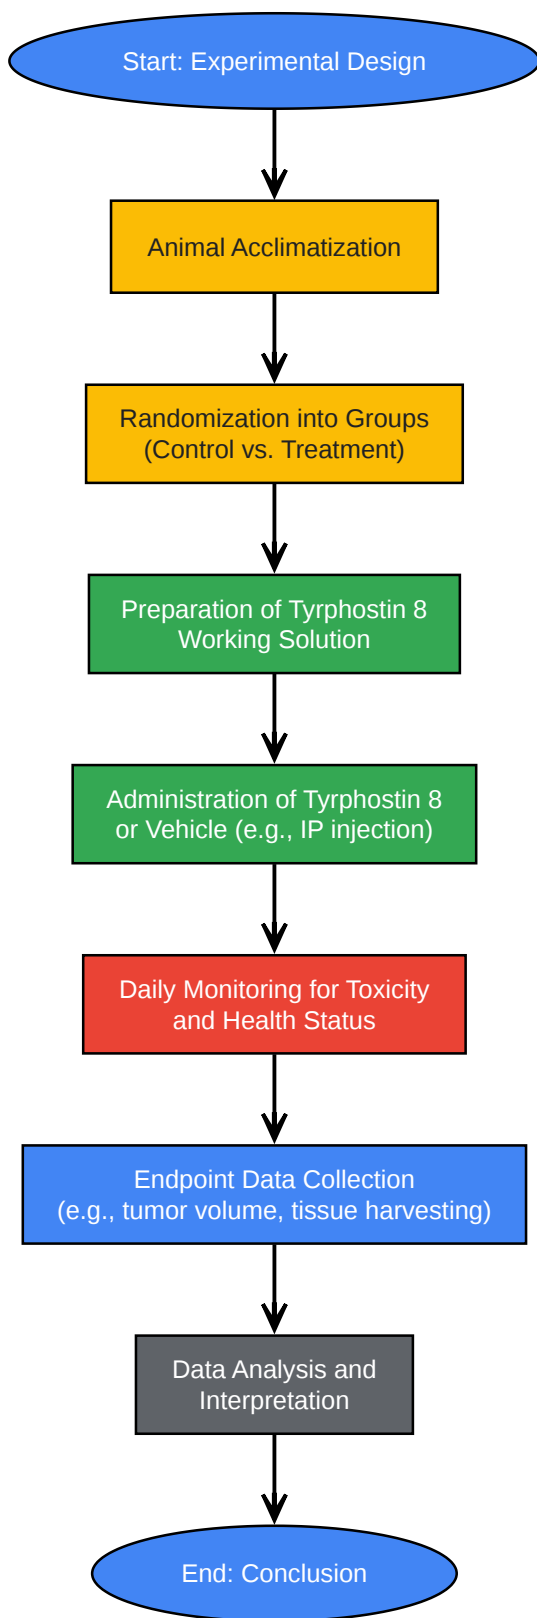 Start: Experimental Design
Animal Acclimatization
Randomization into Groups
(Control vs. Treatment)
Preparation of Tyrphostin 8
Working Solution
Administration of Tyrphostin 8
or Vehicle (e.g., IP injection)
Daily Monitoring for Toxicity
and Health Status
Endpoint Data Collection
(e.g., tumor volume, tissue harvesting)
Data Analysis and
Interpretation
End: Conclusion